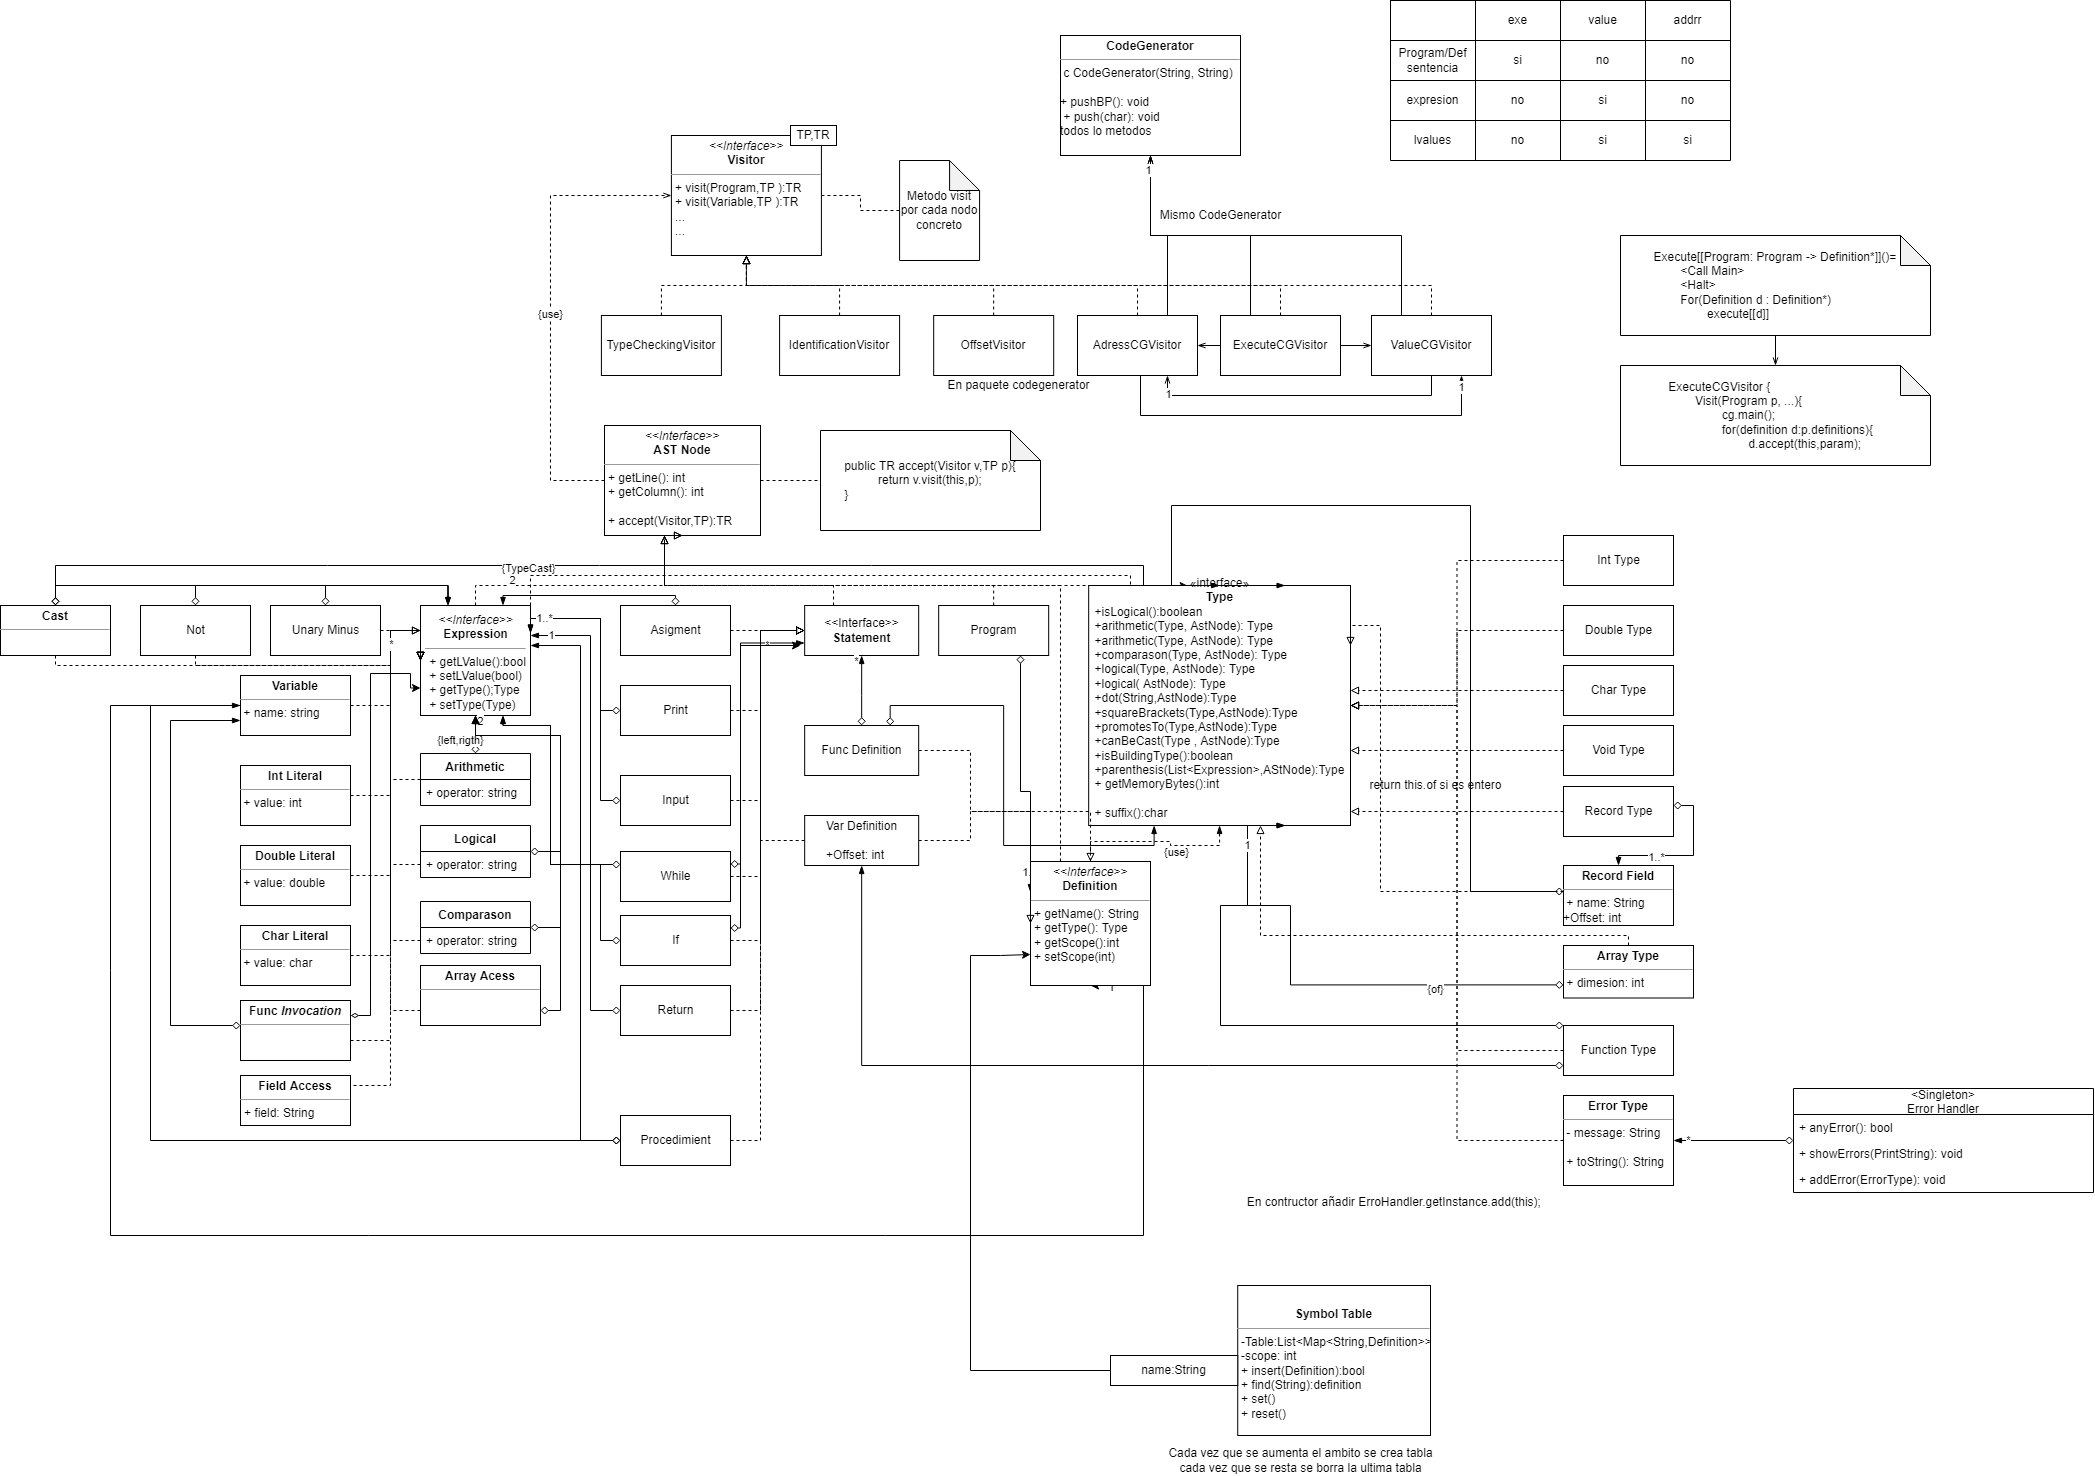 exe
value
addrr
Program/Def
sentencia
si
no
no
expresion
no
si
no
lvalues
no
si
si
CodeGenerator
c CodeGenerator(String, String)
+ pushBP(): void
+ push(char): void
todos lo metodos
1
Mismo CodeGenerator
TP,TR
<<Interface>>
Visitor
+ visit(Program,TP ):TR
+ visit(Variable,TP ):TR
...
...
Metodo visit
por cada nodo
concreto
{use}
TypeCheckingVisitor
IdentificationVisitor
OffsetVisitor
AdressCGVisitor
ExecuteCGVisitor
ValueCGVisitor
En paquete codegenerator
1
1
Execute[[Program: Program -> Definition*]]()=
<Call Main>
<Halt>
For(Definition d : Definition*)
execute[[d]]
ExecuteCGVisitor {
Visit(Program p, ...){
cg.main();
for(definition d:p.definitions){
d.accept(this,param);
<<Interface>>
AST Node
+ getLine(): int
+ getColumn(): int
+ accept(Visitor,TP):TR
public TR accept(Visitor v,TP p){
return v.visit(this,p);
}
{TypeCast}
2
Cast
Not
Unary Minus
*
<<Interface>>
Expression
+ getLValue():bool
+ setLValue(bool)
+ getType();Type
+ setType(Type)
1..*
1
2
{left,rigth}
Asigment
<<Interface>>
Statement
*
*
Program
Variable
+ name: string
Int Literal
+ value: int
Double Literal
+ value: double
Char Literal
+ value: char
Func Invocation
Field Access
+ field: String
Arithmetic
+ operator: string
Logical
+ operator: string
Comparason
+ operator: string
Array Acess
Print
Input
While
If
Return
Procedimient
Func Definition
Var Definition
+Offset: int
«interface»
Type
+isLogical():boolean
+arithmetic(Type, AstNode): Type
+arithmetic(Type, AstNode): Type
+comparason(Type, AstNode): Type
+logical(Type, AstNode): Type
+logical( AstNode): Type
+dot(String,AstNode):Type
+squareBrackets(Type,AstNode):Type
+promotesTo(Type,AstNode):Type
+canBeCast(Type , AstNode):Type
+isBuildingType():boolean
+parenthesis(List<Expression>,AStNode):Type
+ getMemoryBytes():int
+ suffix():char
{use}
1
1.
<<Interface>>
Definition
+ getName(): String
+ getType(): Type
+ getScope():int
+ setScope(int)
1
Int Type
Double Type
Char Type
Void Type
return this.of si es entero
Record Type
1..*
Record Field
+ name: String
+Offset: int
Array Type
+ dimesion: int
{of}
Function Type
Error Type
- message: String
+ toString(): String
*
<Singleton>
Error Handler
+ anyError(): bool
+ showErrors(PrintString): void
+ addError(ErrorType): void
En contructor añadir ErroHandler.getInstance.add(this);
name:String
Symbol Table
-Table:List<Map<String,Definition>>
-scope: int
+ insert(Definition):bool
+ find(String):definition
+ set()
+ reset()
Cada vez que se aumenta el ambito se crea tabla
cada vez que se resta se borra la ultima tabla